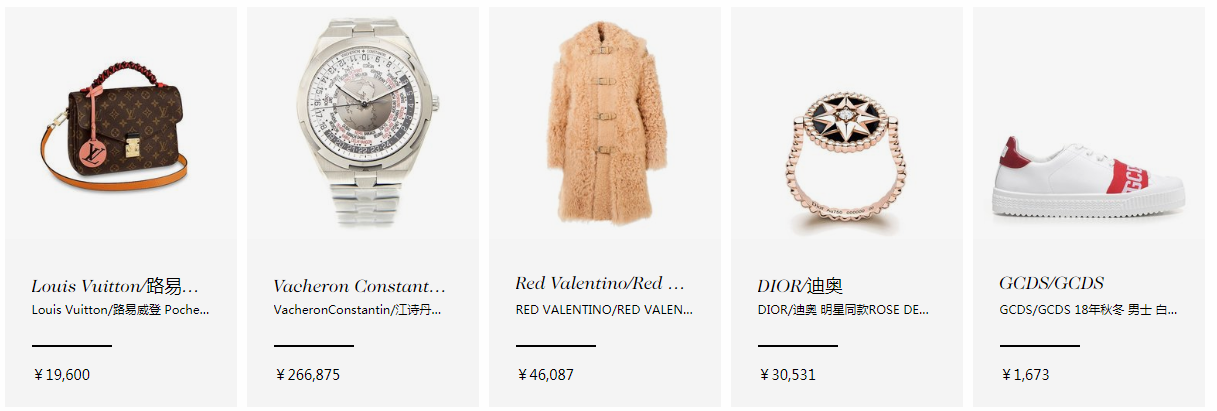 Louis Vuitton/路易...
Louis Vuitton/路易威登 Poche...
￥19,600
Vacheron Constant...
VacheronConstantin/江诗丹...
￥266,875
Red Valentino/Red ...
RED VALENTINO/RED VALEN...
￥46,087
DIOR/迪奥
DIOR/迪奥 明星同款ROSE DE...
￥30,531
GCDS/GCDS
GCDS/GCDS 18年秋冬 男士 白...
￥1,673